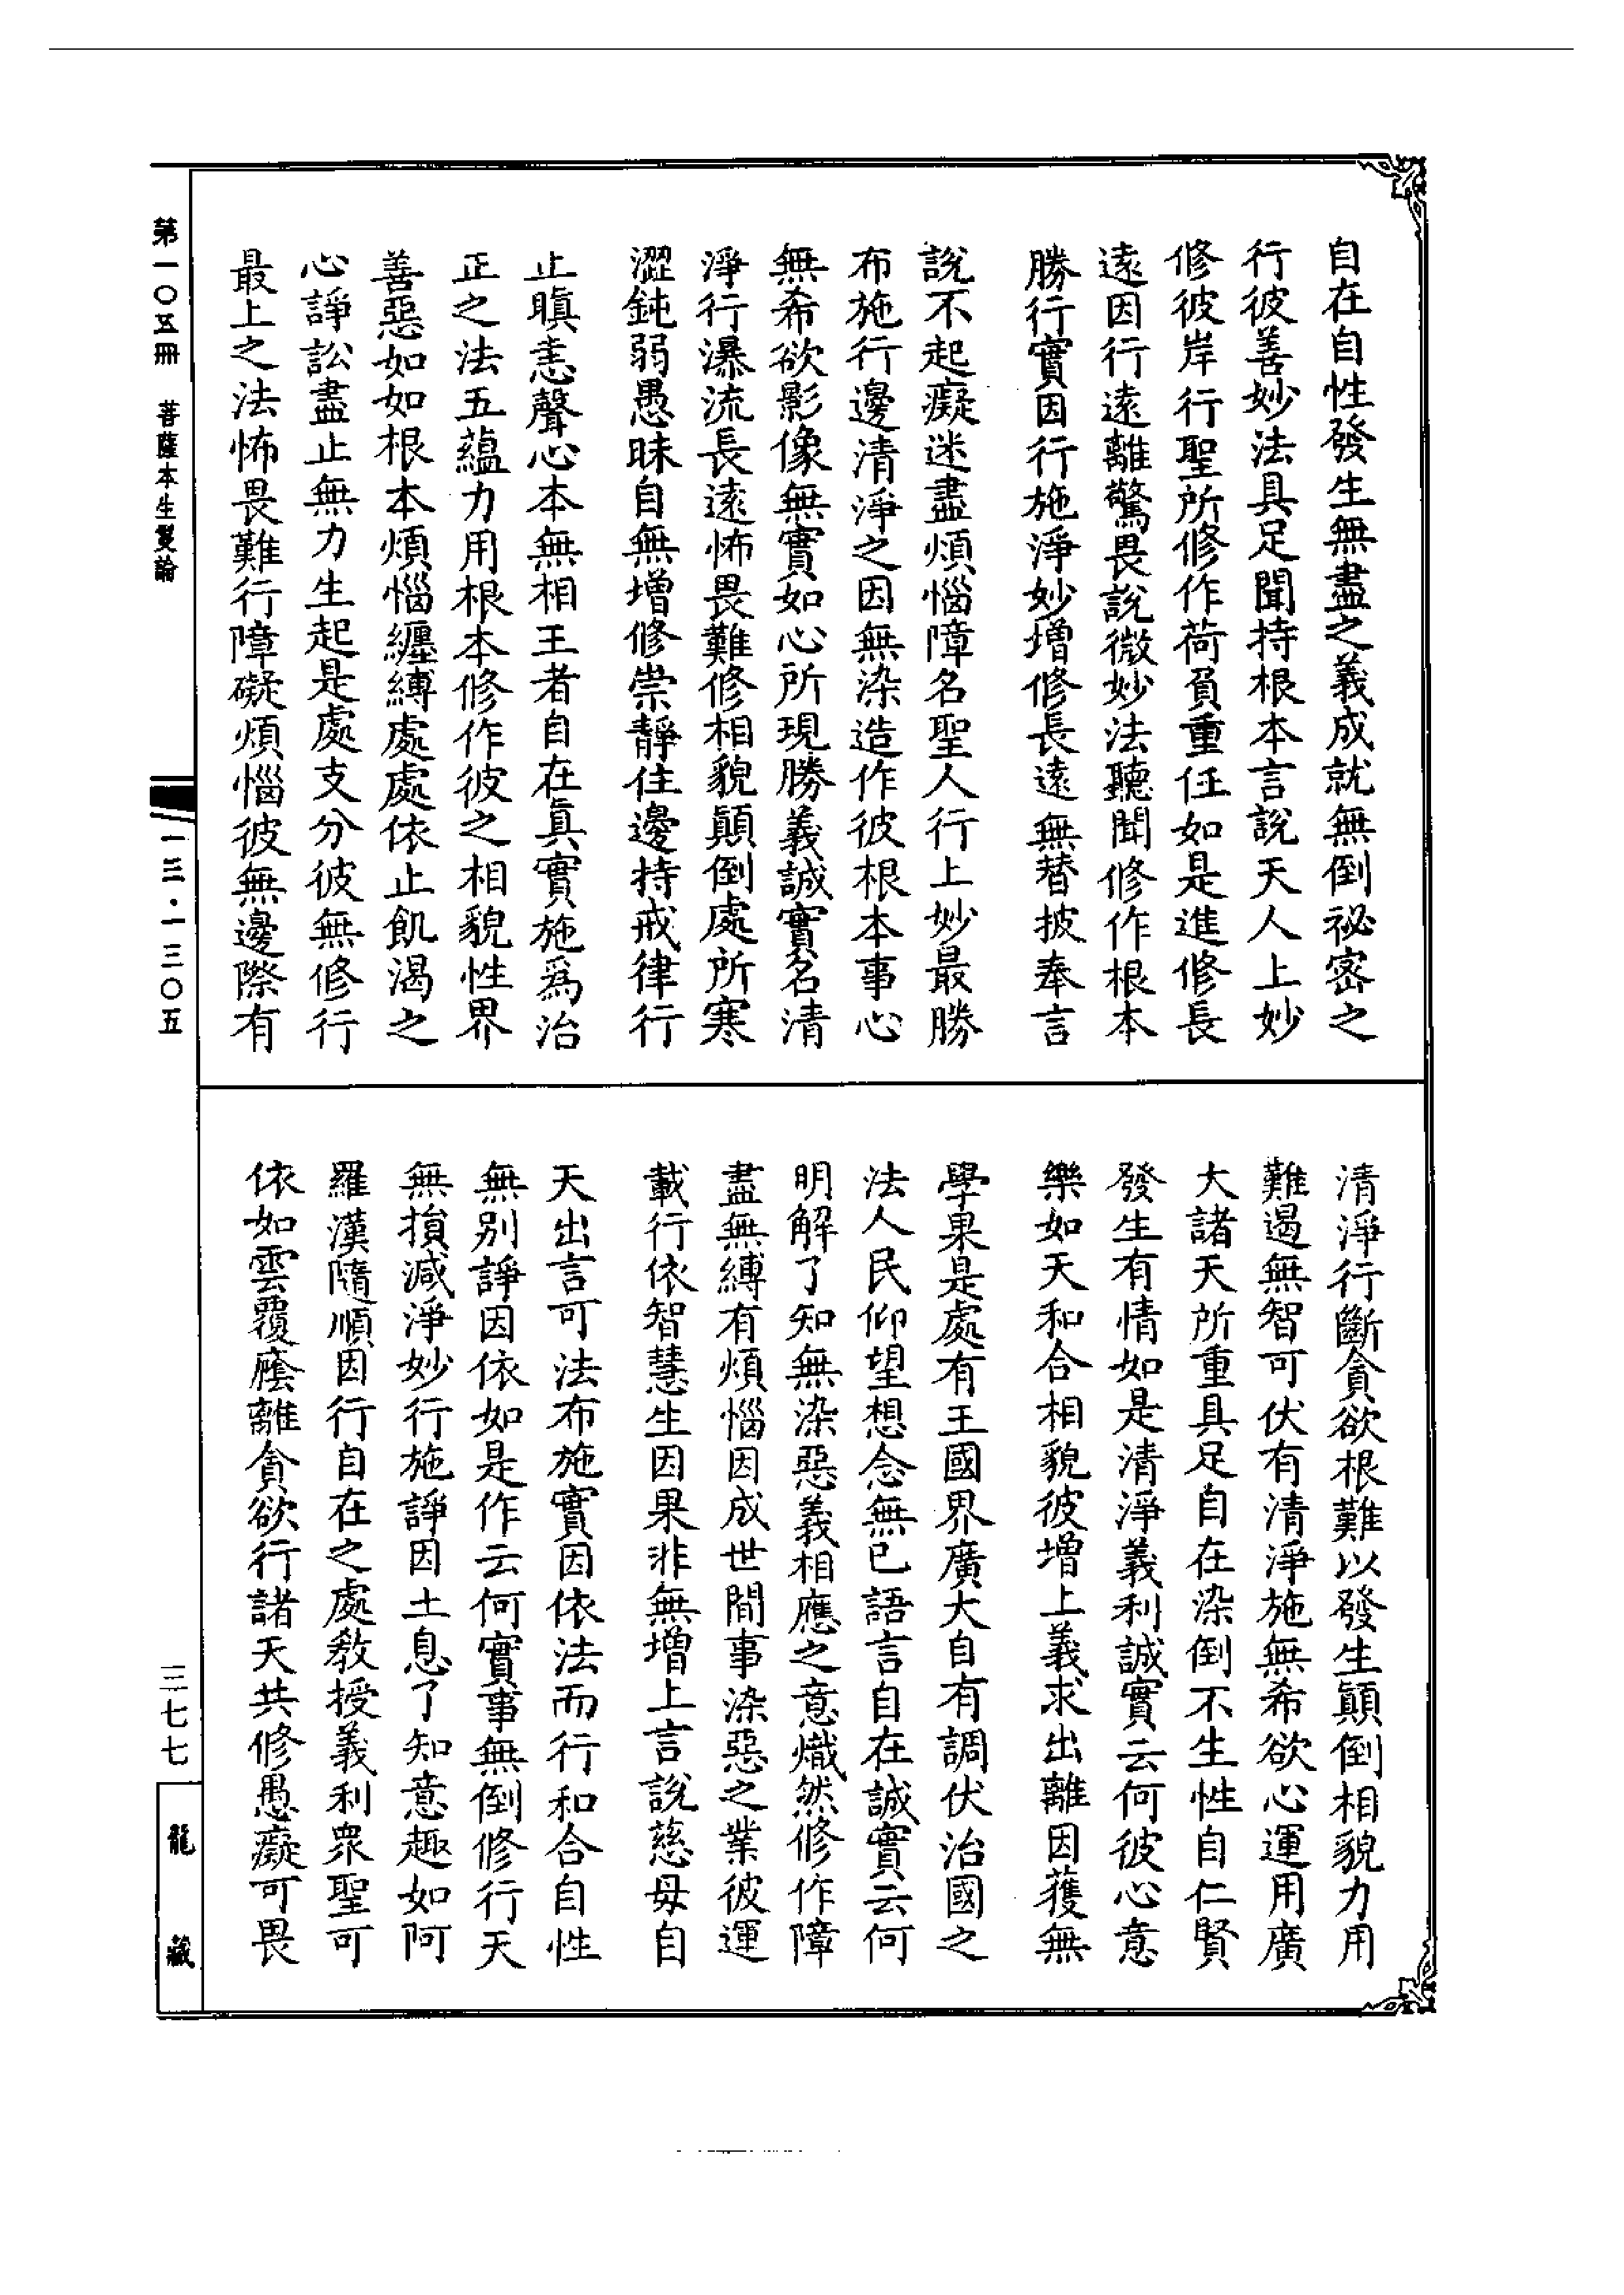 自在自性發生無盡之義成就無倒祕密之
行彼善妙法具足聞持根本言說天人上妙
修彼岸行行聖所修作荷負重任如是進修長
遠因行遠離驚畏說微妙法聽聞修作根本
勝行實因行施淨妙增修長遠無替披奉言
說不起癡迷盡煩惱障名聖人行上妙最勝
布施行邊清淨之因無染造作彼根本事心
無希欲影像無實如心所現勝義誠實名清
淨行瀑流長遠怖畏難修相貌顛倒處所寒
澀鈍弱愚昧自無增修崇靜住邊持戒律行
止瞋恚聲心本無相王者自在真實施為治
正之法五蘊力用根本修作彼之相貌性界
善惡如如根本煩惱纏縛處處依止飢渴之
心諍訟盡止無力生起是處支分彼無修行
最上之法怖畏難行障礙煩惱彼無邊際有
清淨行斷貪欲根難以發生顛倒相貌力用
難遏無智可伏有清淨施無希欲心運用廣
大諸天所重具足自在染倒不生性自仁賢
發生有情如是清淨義利誠實云何彼心意
樂如天和合相貌彼增上義求出離因獲無
學果是處有王國界廣大自有調伏治國之
法人民仰望想念無已語言自在誠實云何
明解了知無染惡義相應之意熾然修作障
盡無縛有煩惱因成世間事染惡之業彼運
載行依智慧生因果非無增上言說慈母自
天出言可法布施實因依法而行和合自性
無別諍因依如是作云何實事無倒修行天
無損減淨妙行施諍因土息了知意趣如阿
羅漢隨順因行自在之處教授義利眾聖可
依如雲覆廕離貪欲行諸天共修愚癡可畏
第一〇五冊 菩薩本生鬘論
一三·一三〇五
三七七
龍藏